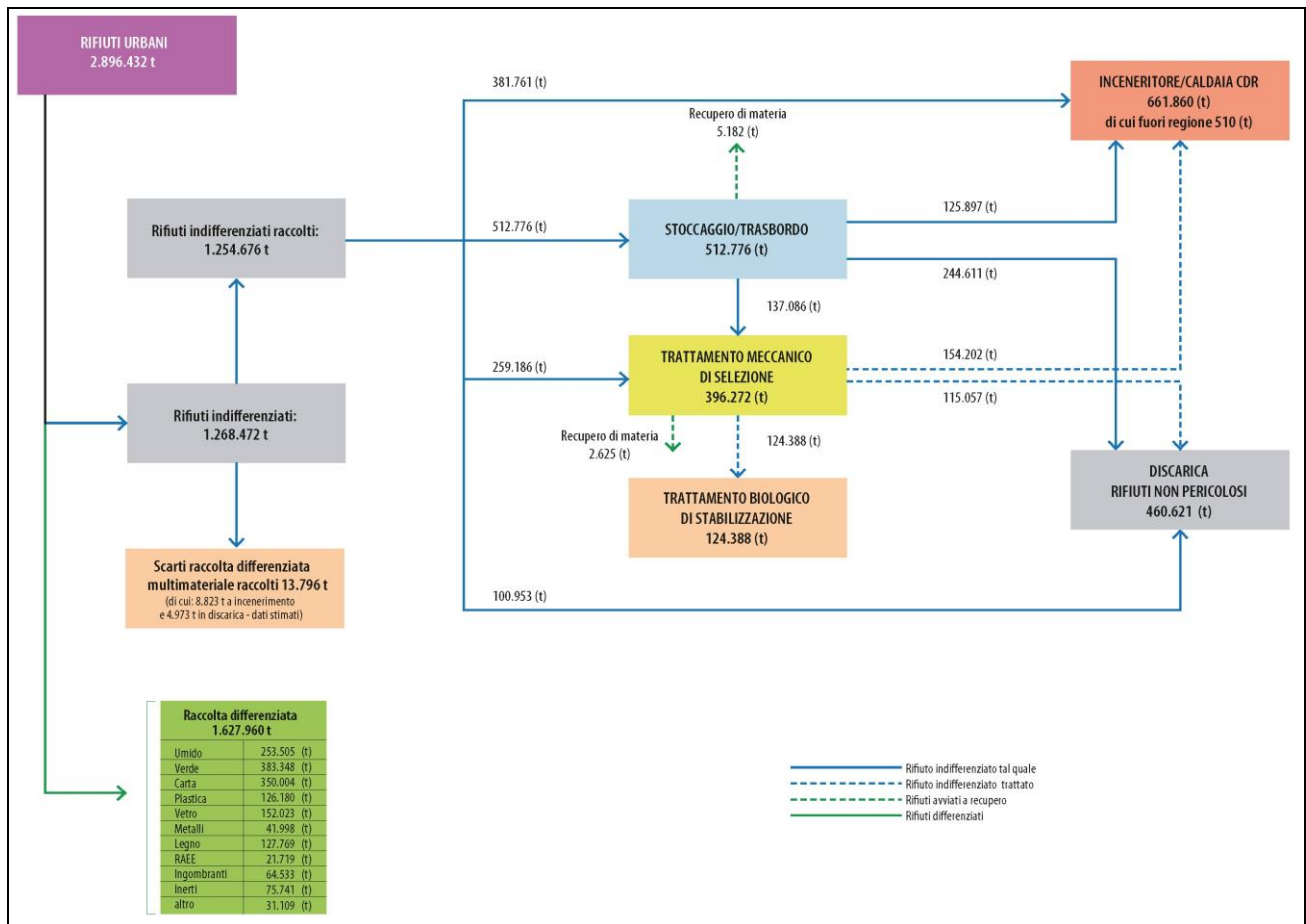 RIFIUTI URBANI
2.896.432 t
381.761 (t)
INCENERITORE/CALDAIA CDR
661.860 (t)
di cui fuori regione 510 (t)
Recupero di materia
5.182 (t)
Rifiuti indifferenziati raccolti:
1.254.676 t
512.776 (t)
STOCCAGGIO/TRASBORDO
512.776 (t)
125.897 (t)
244.611 (t)
137.086 (t)
259.186 (t)
TRATTAMENTO MECCANICO
DI SELEZIONE
396.272 (t)
154.202 (t)
115.057 (t)
Rifiuti indifferenziati:
1.268.472 t
Recupero di materia
2.625 (t)
124.388 (t)
DISCARICA
RIFIUTI NON PERICOLOSI
460.621 (t)
TRATTAMENTO BIOLOGICO
DI STABILIZZAZIONE
124.388 (t)
Scarti raccolta differenziata
multimateriale raccolti 13.796 t
(di cui: 8.823 t a incenerimento
e 4.973 t in discarica - dati stimati)
100.953 (t)
Raccolta differenziata
1.627.960 t
Umido 253.505 (t)
Verde 383.348 (t)
Carta 350.004 (t)
Plastica 126.180 (t)
Vetro 152.023 (t)
Metalli 41.998 (t)
Legno 127.769 (t)
RAEE 21.719 (t)
Ingombranti 64.533 (t)
Inerti 75.741 (t)
altro 31.109 (t)
Rifiuto indifferenziato tal quale
Rifiuto indifferenziato trattato
Rifiuti avviati a recupero
Rifiuti differenziati